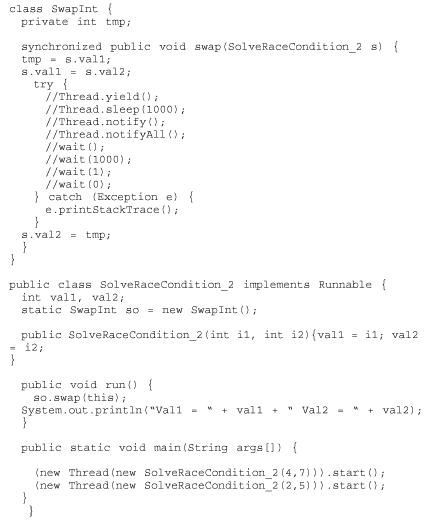 class SwapInt {
private int tmp;
synchronized public void swap(SolveRaceCondition_2 s) {
tmp = s.val1;
s.val1 = s.val2;
try {
//Thread.yield();
//Thread.sleep(1000);
//Thread.notify();
//Thread.notifyAll();
//wait();
//wait(1000);
//wait(1);
//wait(0);
} catch (Exception e) {
e.printStackTrace();
}
s.val2 = tmp;
}
}
public class SolveRaceCondition_2 implements Runnable {
int val1, val2;
static SwapInt so = new SwapInt();
public SolveRaceCondition_2(int i1, int i2){val1 = i1; val2
= i2;
}
public void run() {
so.swap(this);
System.out.println("Val1 = " + val1 + " Val2 = " + val2);
}
public static void main(String args[]) {
(new Thread(new SolveRaceCondition_2(4,7))).start();
(new Thread(new SolveRaceCondition_2(2,5))).start();
}
}